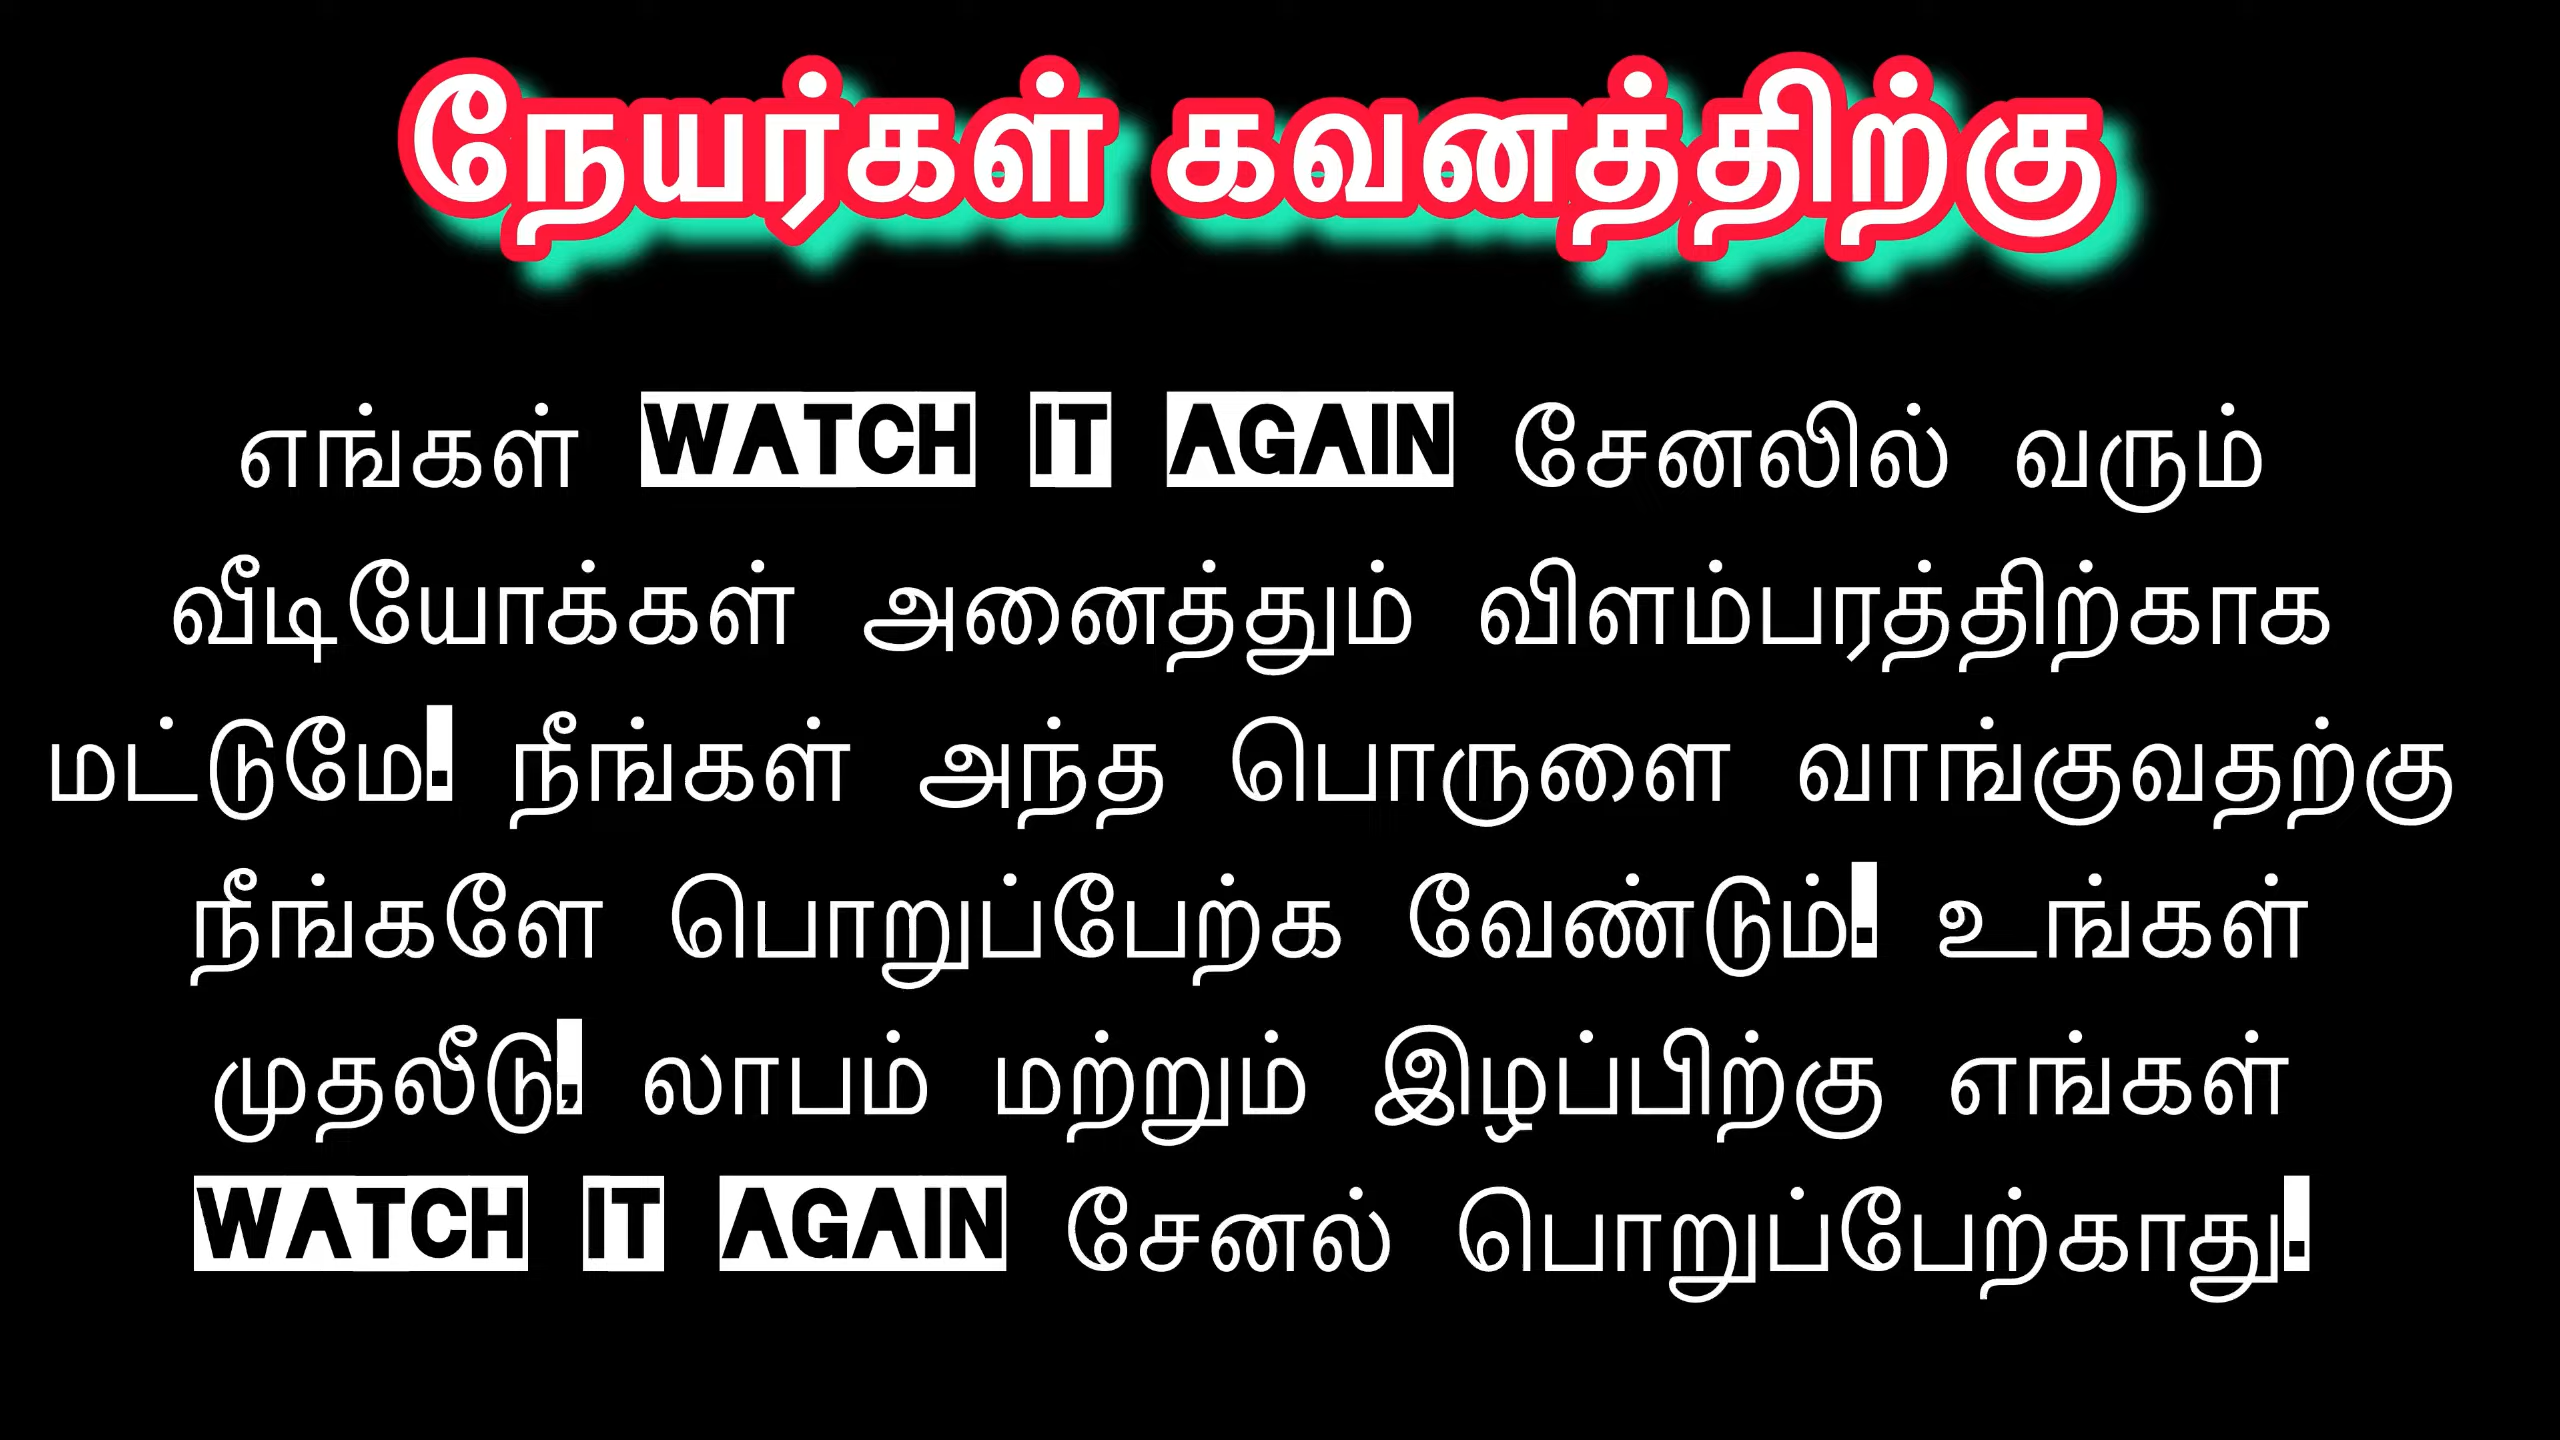 நேயர்கள் கவனத்திற்கு
எங்கள் WATCH IT AGAIN சேனலில் வரும்
வீடியோக்கள் அனைத்தும் விளம்பரத்திற்காக
மட்டுமே. நீங்கள் அந்த பொருளை வாங்குவதற்கு
நீங்களே பொறுப்பேற்க வேண்டும். உங்கள்
முதலீடு, லாபம் மற்றும் இழப்பிற்கு எங்கள்
WATCH IT AGAIN சேனல் பொறுப்பேற்காது.